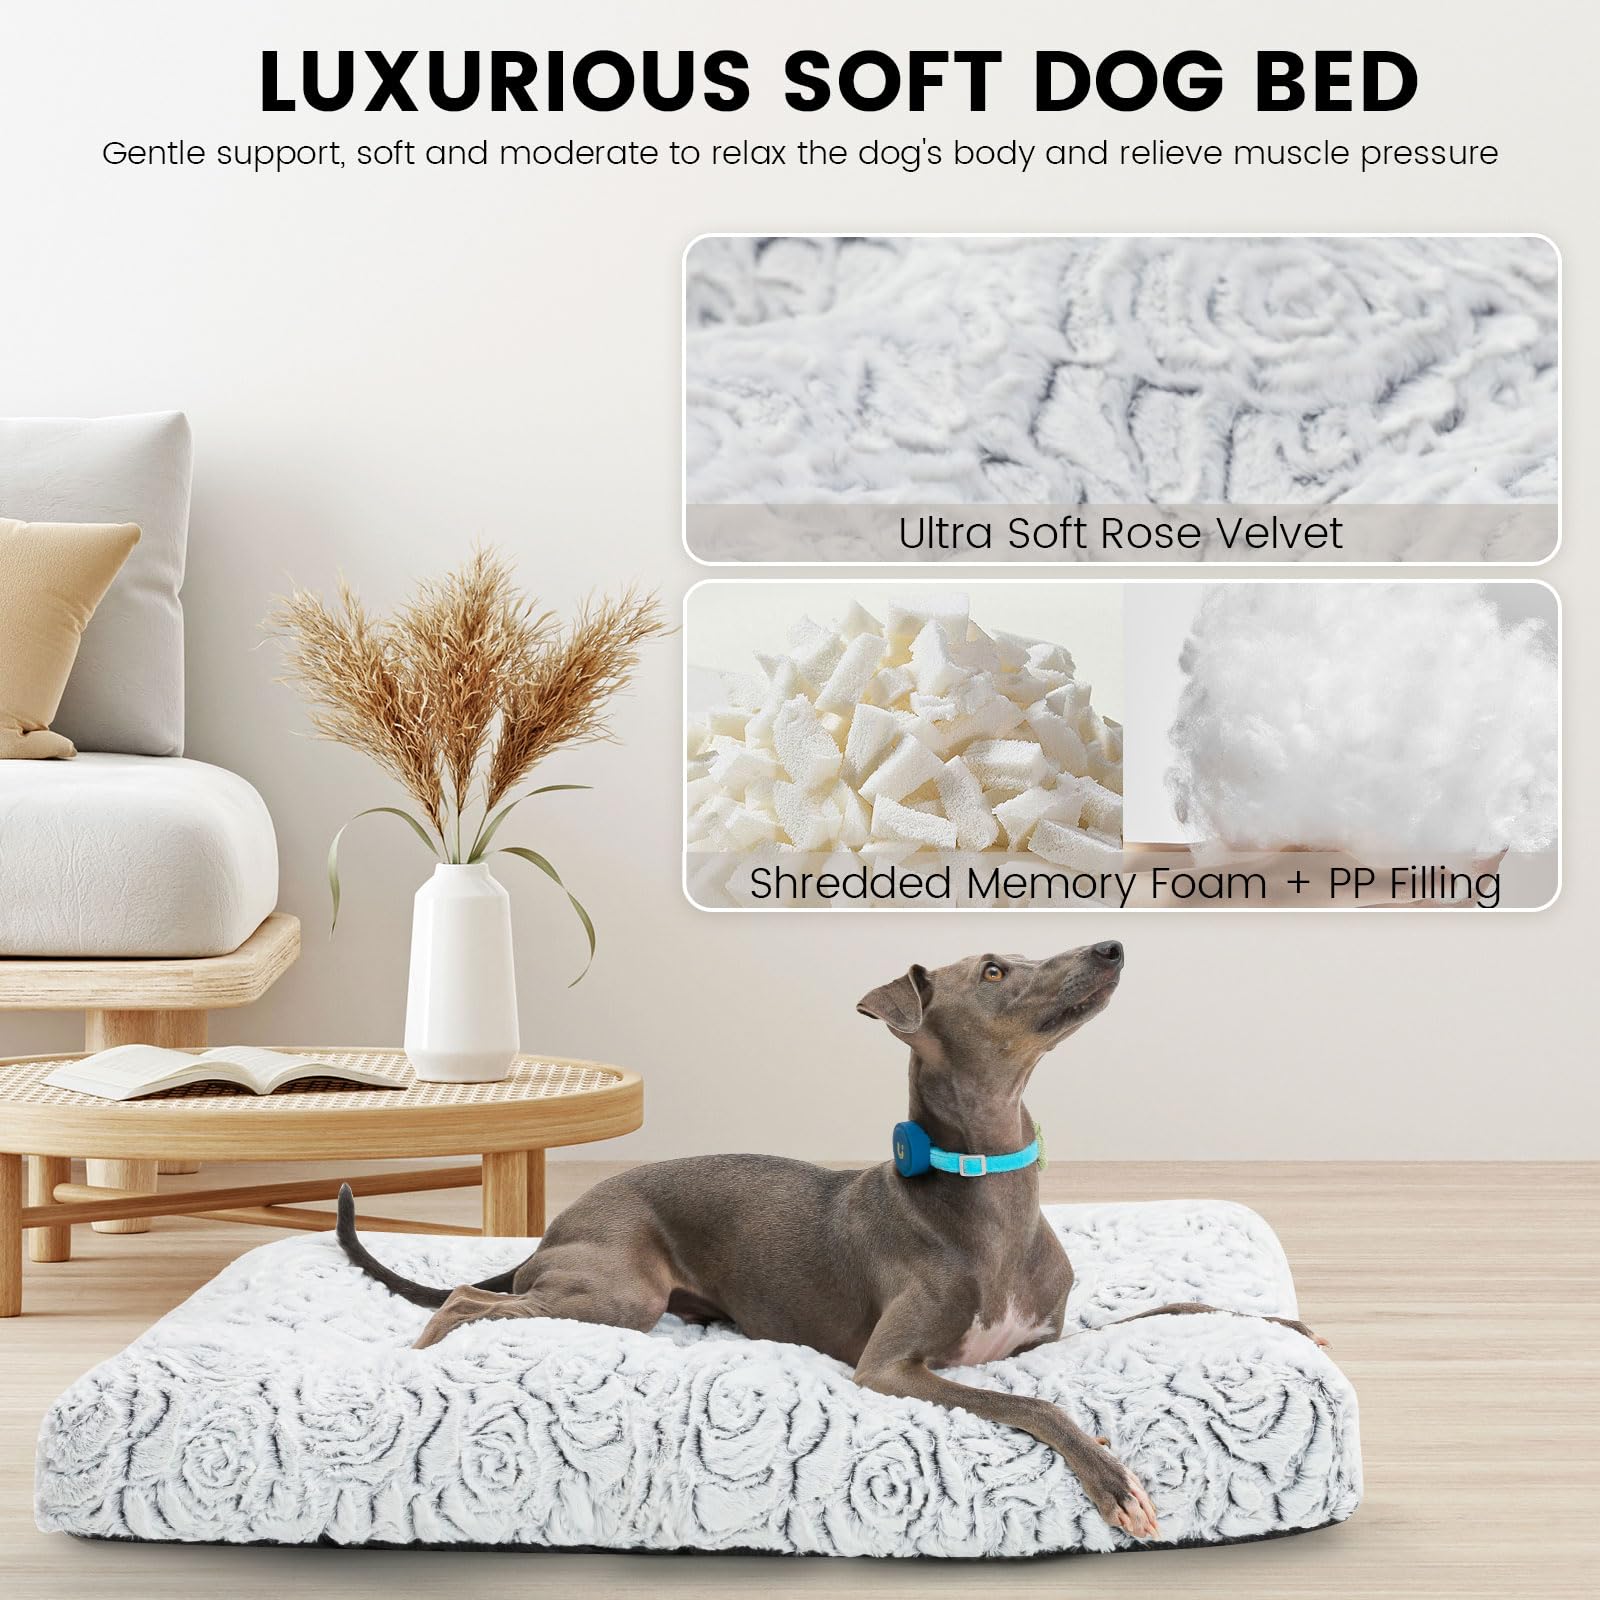 LUXURIOUS SOFT DOG BED
Gentle support, soft and moderate to relax the dog's body and relieve muscle pressure
Ultra Soft Rose Velvet
Shredded Memory Foam + PP Filling